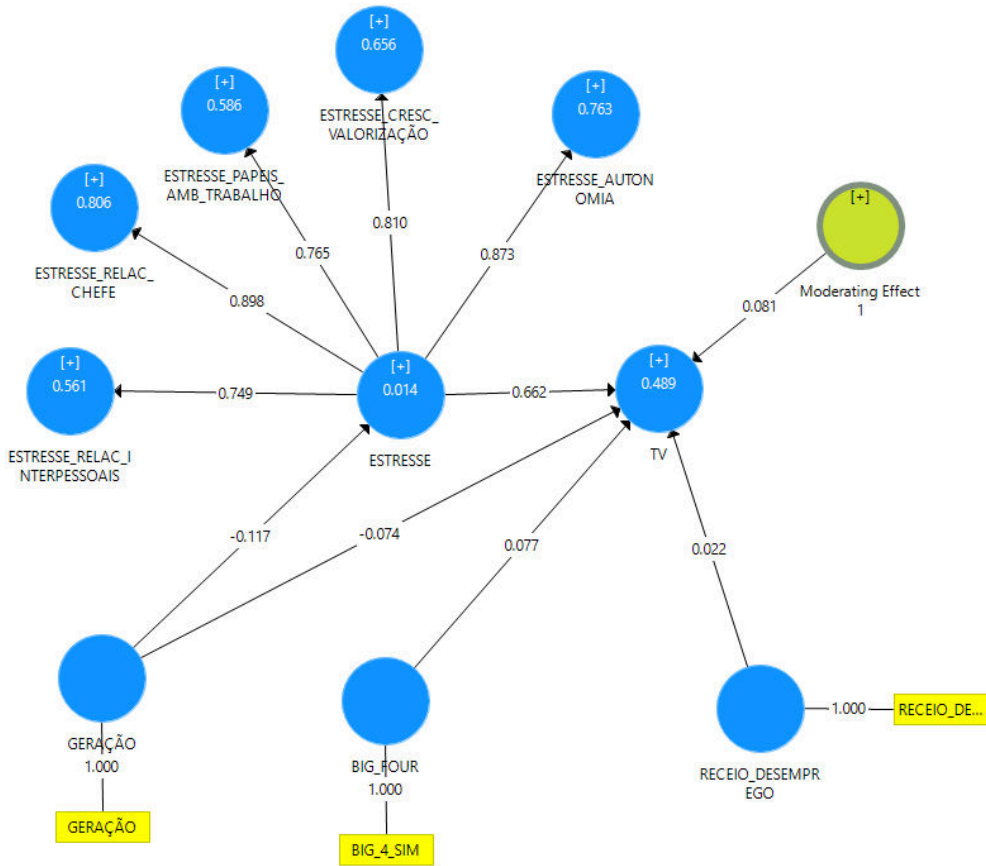 [+]
0.656
ESTRESSE_CRESC_
VALORIZAÇÃO
[+]
0.586
ESTRESSE_PAPEIS_
AMB_TRABALHO
[+]
0.763
ESTRESSE_AUTON
OMIA
[+]
0.806
ESTRESSE_RELAC_
CHEFE
[+]
Moderating Effect
1
0.810
0.765
0.873
0.898
0.081
[+]
0.561
ESTRESSE_RELAC_I
NTERPESSOAIS
0.749
[+]
0.014
ESTRESSE
0.662
[+]
0.489
TV
-0.117
-0.074
0.077
0.022
GERAÇÃO
1.000
GERAÇÃO
BIG_FOUR
1.000
BIG_4_SIM
RECEIO_DESEMPR
EGO
1.000
RECEIO_DE...